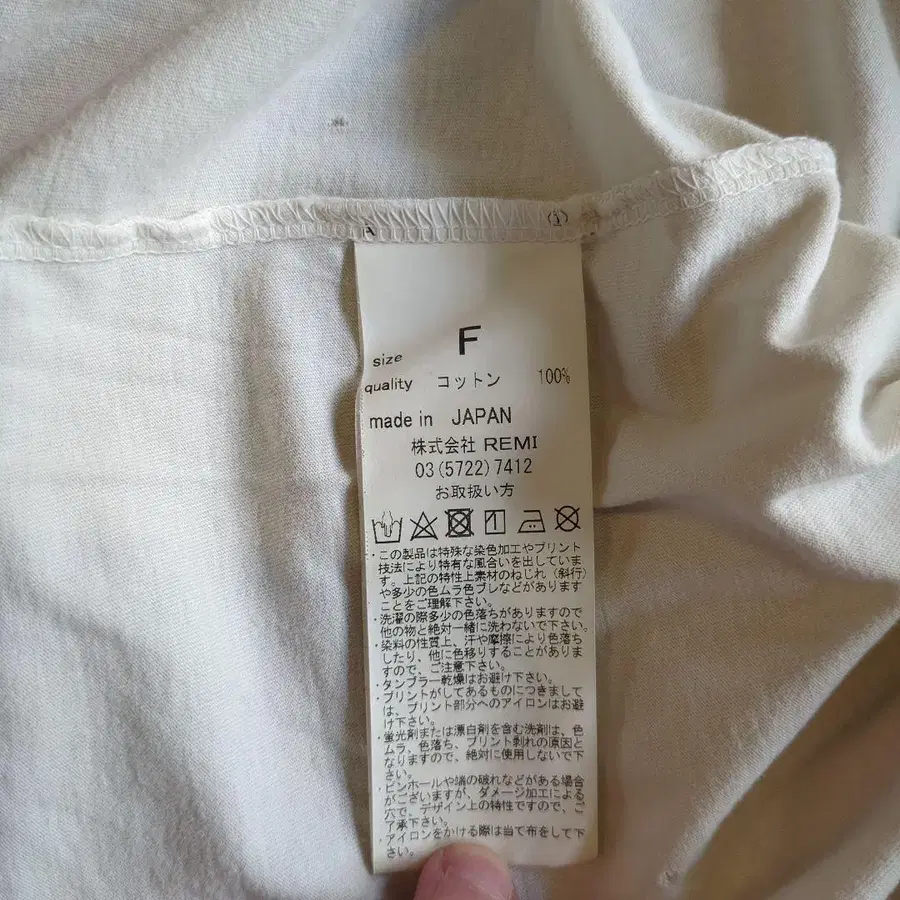 size F
quality コットン 100%
made in JAPAN
株式会社 REMI
03(5722)7412
お取扱い方
・この製品は特殊な染色加工やプリント
技法により特有な風合いを出していま
す。上記の特性上素材のねじれ（斜行）
や多少の色ムラ色ブレなどがあります
ことをご理解下さい。
・洗濯の際多少の色落ちがありますので
他の物と絶対一緒に洗わないで下さい。
・染料の性質上、汗や摩擦により色落ち
したり、他に色移りすることがありま
すので、ご注意下さい。
・タンブラー乾燥はお避け下さい。
・プリントがしてあるものにつきまして
は、プリント部分へのアイロンはお避
け下さい。
・蛍光剤または漂白剤を含む洗剤は、色
ムラ、色落ち、プリント剥れの原因と
なりますので、絶対に使用しないで下
さい。
・ピンホールや端の破れなどがある場合
がございますが、ダメージ加工による
穴で、デザイン上の特性ですので、ご
了承下さい。
・アイロンをかける際は当て布をして下
さい。